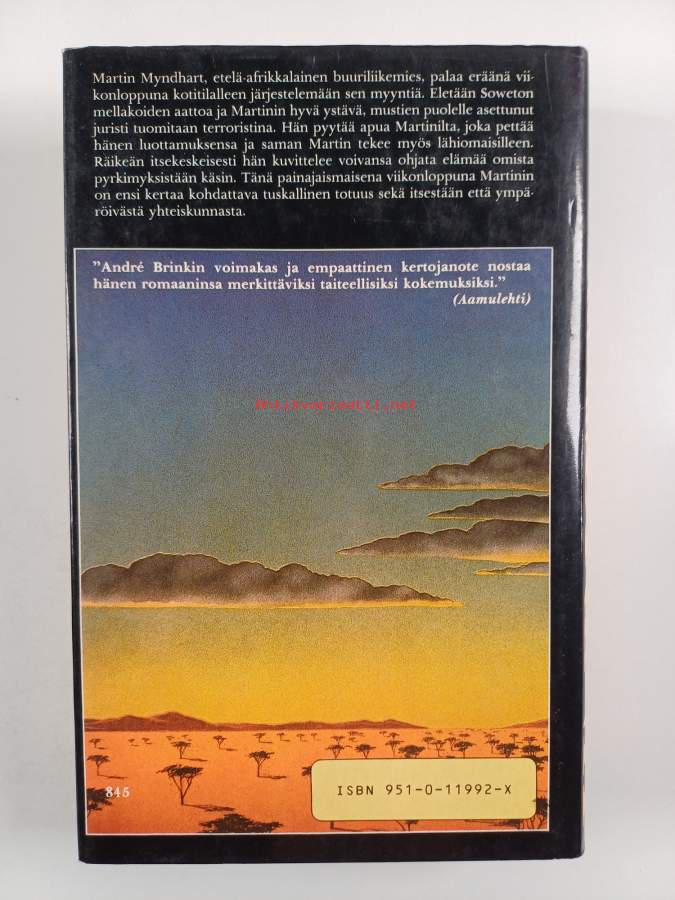 Martin Myndhart, etelä-afrikkalainen buuriliikemies, palaa eräänä vii-
konloppuna kotitilalleen järjestelemään sen myyntiä. Eletään Soweton
mellakoiden aattoa ja Martinin hyvä ystävä, mustien puolelle asettunut
juristi tuomitaan terroristina. Hän pyytää apua Martinilta, joka pettää
hänen luottamuksensa ja saman Martin tekee myös lähiomaisilleen.
Räikeän itsekeskeisesti hän kuvittelee voivansa ohjata elämää omista
pyrkimyksistään käsin. Tänä painajaismaisena viikonloppuna Martinin
on ensi kertaa kohdattava tuskallinen totuus sekä itsestään että ympä-
röivästä yhteiskunnasta.
”André Brinkin voimakas ja empaattinen kertojanote nostaa
hänen romaaninsa merkittäviksi taiteellisiksi kokemuksiksi.”
(Aamulehti)
Antikvariaatti.net
845
ISBN 951-0-11992-X